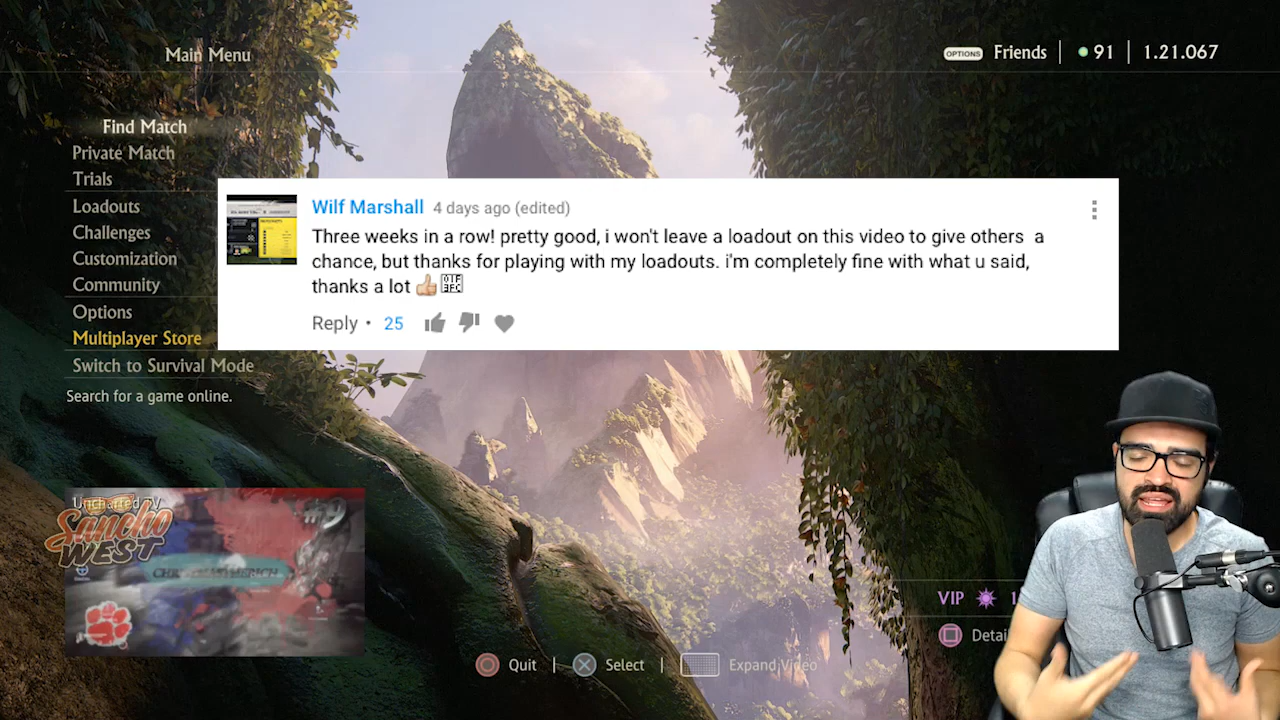 Main Menu
OPTIONS Friends 91 1.21.067
Find Match
Private Match
Trials
Loadouts
Challenges
Customization
Community
Options
Multiplayer Store
Switch to Survival Mode
Search for a game online.
Wilf Marshall 4 days ago (edited)
Three weeks in a row! pretty good, i won't leave a loadout on this video to give others a
chance, but thanks for playing with my loadouts. i'm completely fine with what u said,
thanks a lot 👍🏼
Reply • 25
Uncharted TV
Sancho
WEST
#9
VIP 1
Detai
Quit | Select | Expand Video